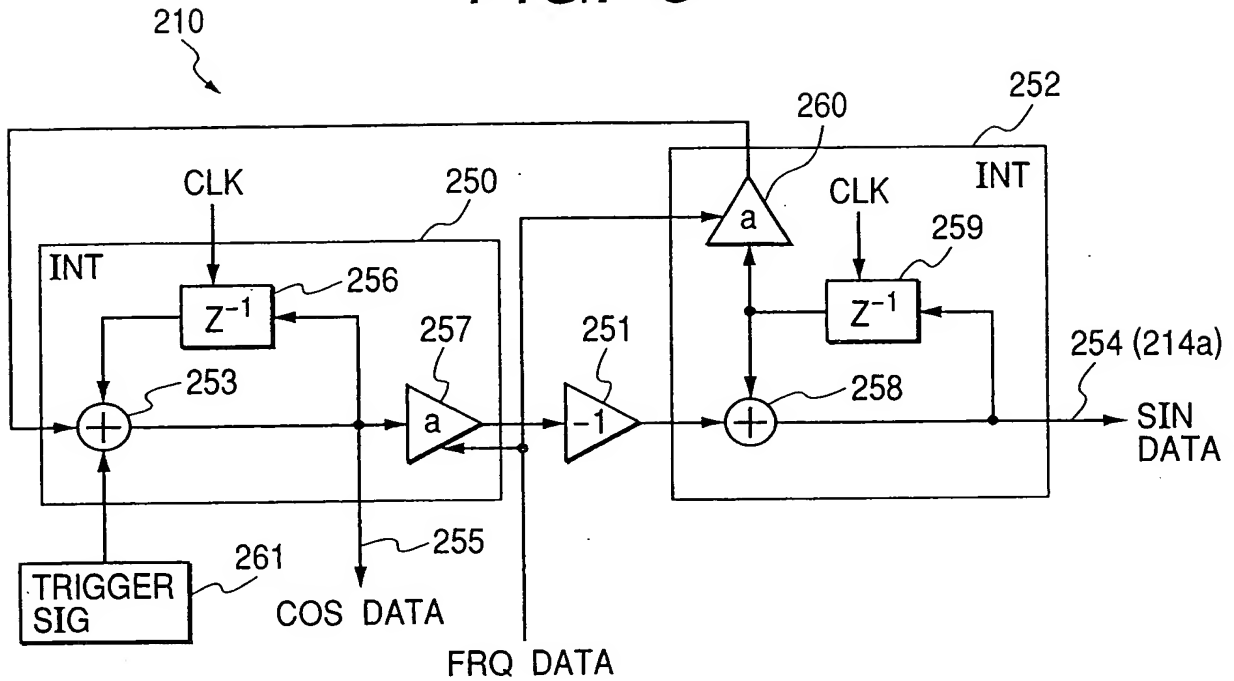 210
252
260
CLK
250
INT
CLK
INT
256
259
Z⁻¹
a
Z⁻¹
257
251
254 (214a)
253
258
+
a
-1
+
SIN
DATA
261
255
TRIGGER
SIG
COS DATA
FRQ DATA